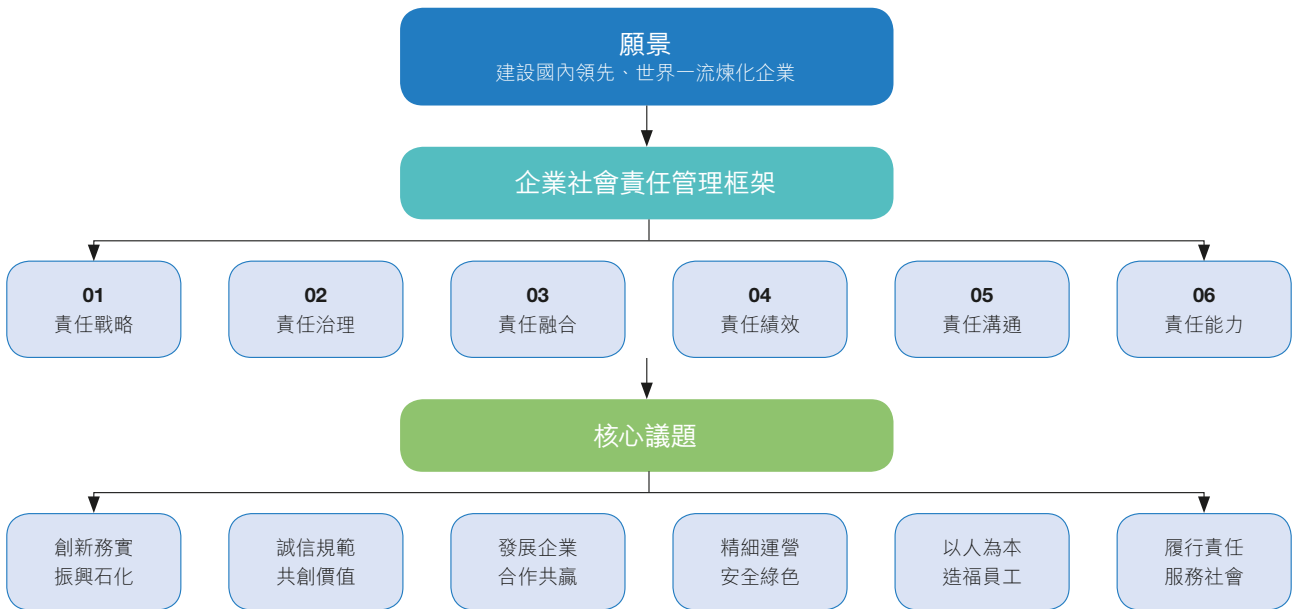 願景
建設國內領先、世界一流煉化企業
企業社會責任管理框架
01
責任戰略
02
責任治理
03
責任融合
04
責任績效
05
責任溝通
06
責任能力
核心議題
創新務實
振興石化
誠信規範
共創價值
發展企業
合作共贏
精細運營
安全綠色
以人為本
造福員工
履行責任
服務社會